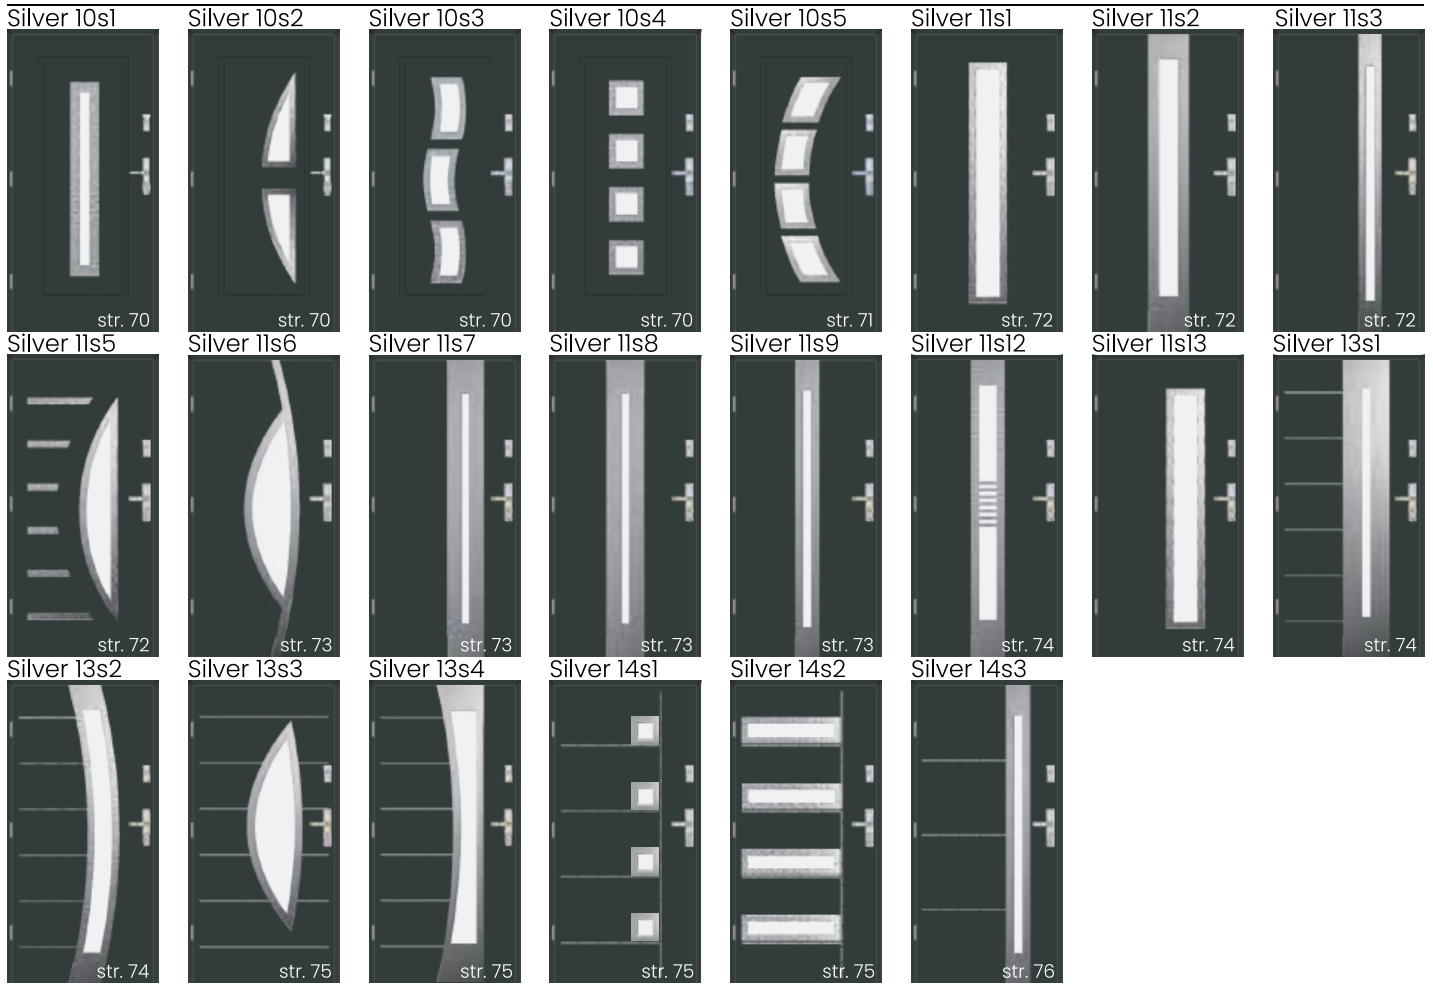 Silver 10s1 Silver 10s2 Silver 10s3 Silver 10s4 Silver 10s5 Silver 11s1 Silver 11s2 Silver 11s3
str. 70 str. 70 str. 70 str. 70 str. 71 str. 72 str. 72 str. 72
Silver 11s5 Silver 11s6 Silver 11s7 Silver 11s8 Silver 11s9 Silver 11s12 Silver 11s13 Silver 13s1
str. 72 str. 73 str. 73 str. 73 str. 73 str. 74 str. 74 str. 74
Silver 13s2 Silver 13s3 Silver 13s4 Silver 14s1 Silver 14s2 Silver 14s3
str. 74 str. 75 str. 75 str. 75 str. 75 str. 76